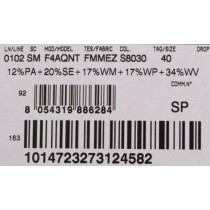 LN/LINE SC MOD/MODEL TES/FABRIC COL. TAG/SIZE DROP
0102 SM F4AQNT FMMEZ S8030 40
12%PA+20%SE+17%WM+17%WP+34%WV
COMM.N°
92
8 054319 886284
SP
163
1014723273124582